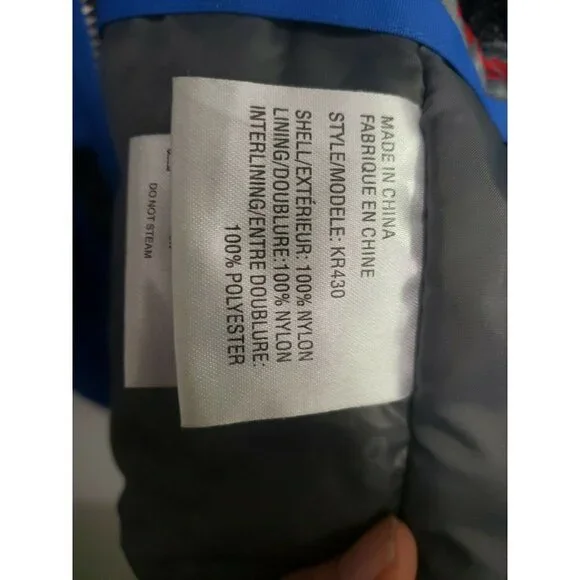 MADE IN CHINA
FABRIQUE EN CHINE
STYLE/MODELE: KR430
SHELL/EXTÉRIEUR: 100% NYLON
LINING/DOUBLURE:100% NYLON
INTERLINING/ENTRE DOUBLURE:
100% POLYESTER
DO NOT STEAM